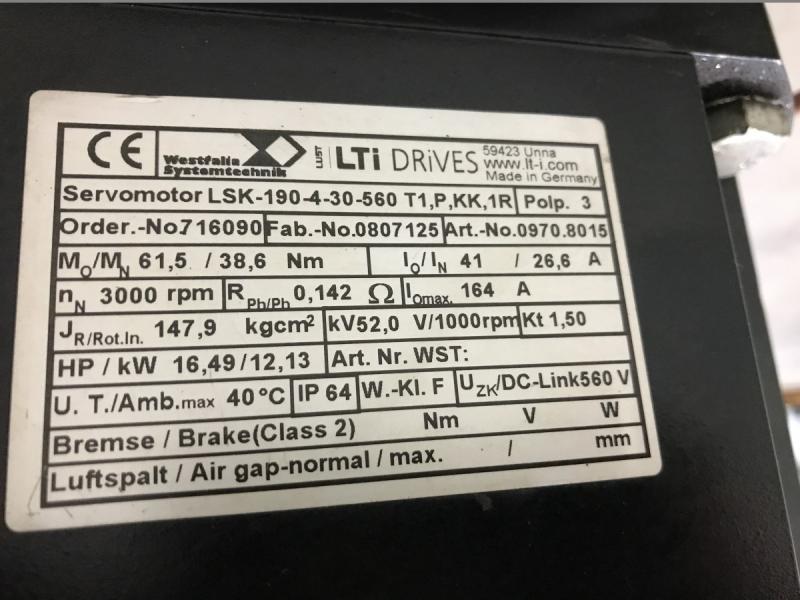 CE Westfalia Systemtechnik LUST LTi DRiVES 59423 Unna
www.lt-i.com
Made in Germany
Servomotor LSK-190-4-30-560 T1,P,KK,1R Polp. 3
Order.-No.716090 Fab.-No.0807125 Art.-No.0970.8015
MO/MN 61,5 / 38,6 Nm IO/IN 41 / 26,6 A
nN 3000 rpm RPh/Ph 0,142 Ω IOmax. 164 A
JR/Rot.In. 147,9 kgcm² kV52,0 V/1000rpm Kt 1,50
HP / kW 16,49/12,13 Art. Nr. WST:
U. T./Amb.max 40°C IP 64 W.-Kl. F UZK/DC-Link560 V
Bremse / Brake(Class 2) Nm V W
Luftspalt / Air gap-normal / max. / mm